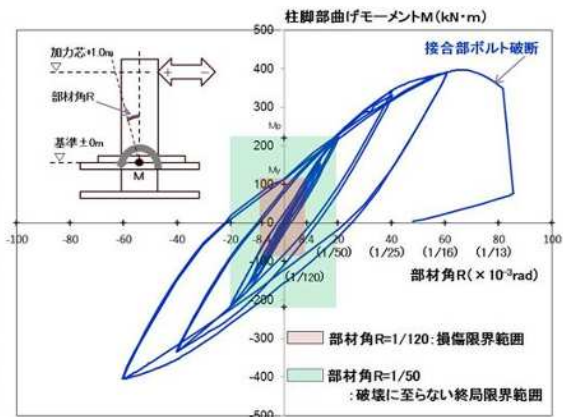 柱脚部曲げモーメントM(kN・m)
500
400
300
200
100
0
-100
-200
-300
-400
-500
加力芯+1.0m
部材角R
基準±0m
M
接合部ボルト破断
Mp
My
-100 -80 -60 -40 -20 -8.4 0 8.4 20 40 60 80 100
(1/120) (1/50) (1/25) (1/16) (1/13)
部材角R(×10⁻³rad)
部材角R=1/120:損傷限界範囲
部材角R=1/50
:破壊に至らない終局限界範囲